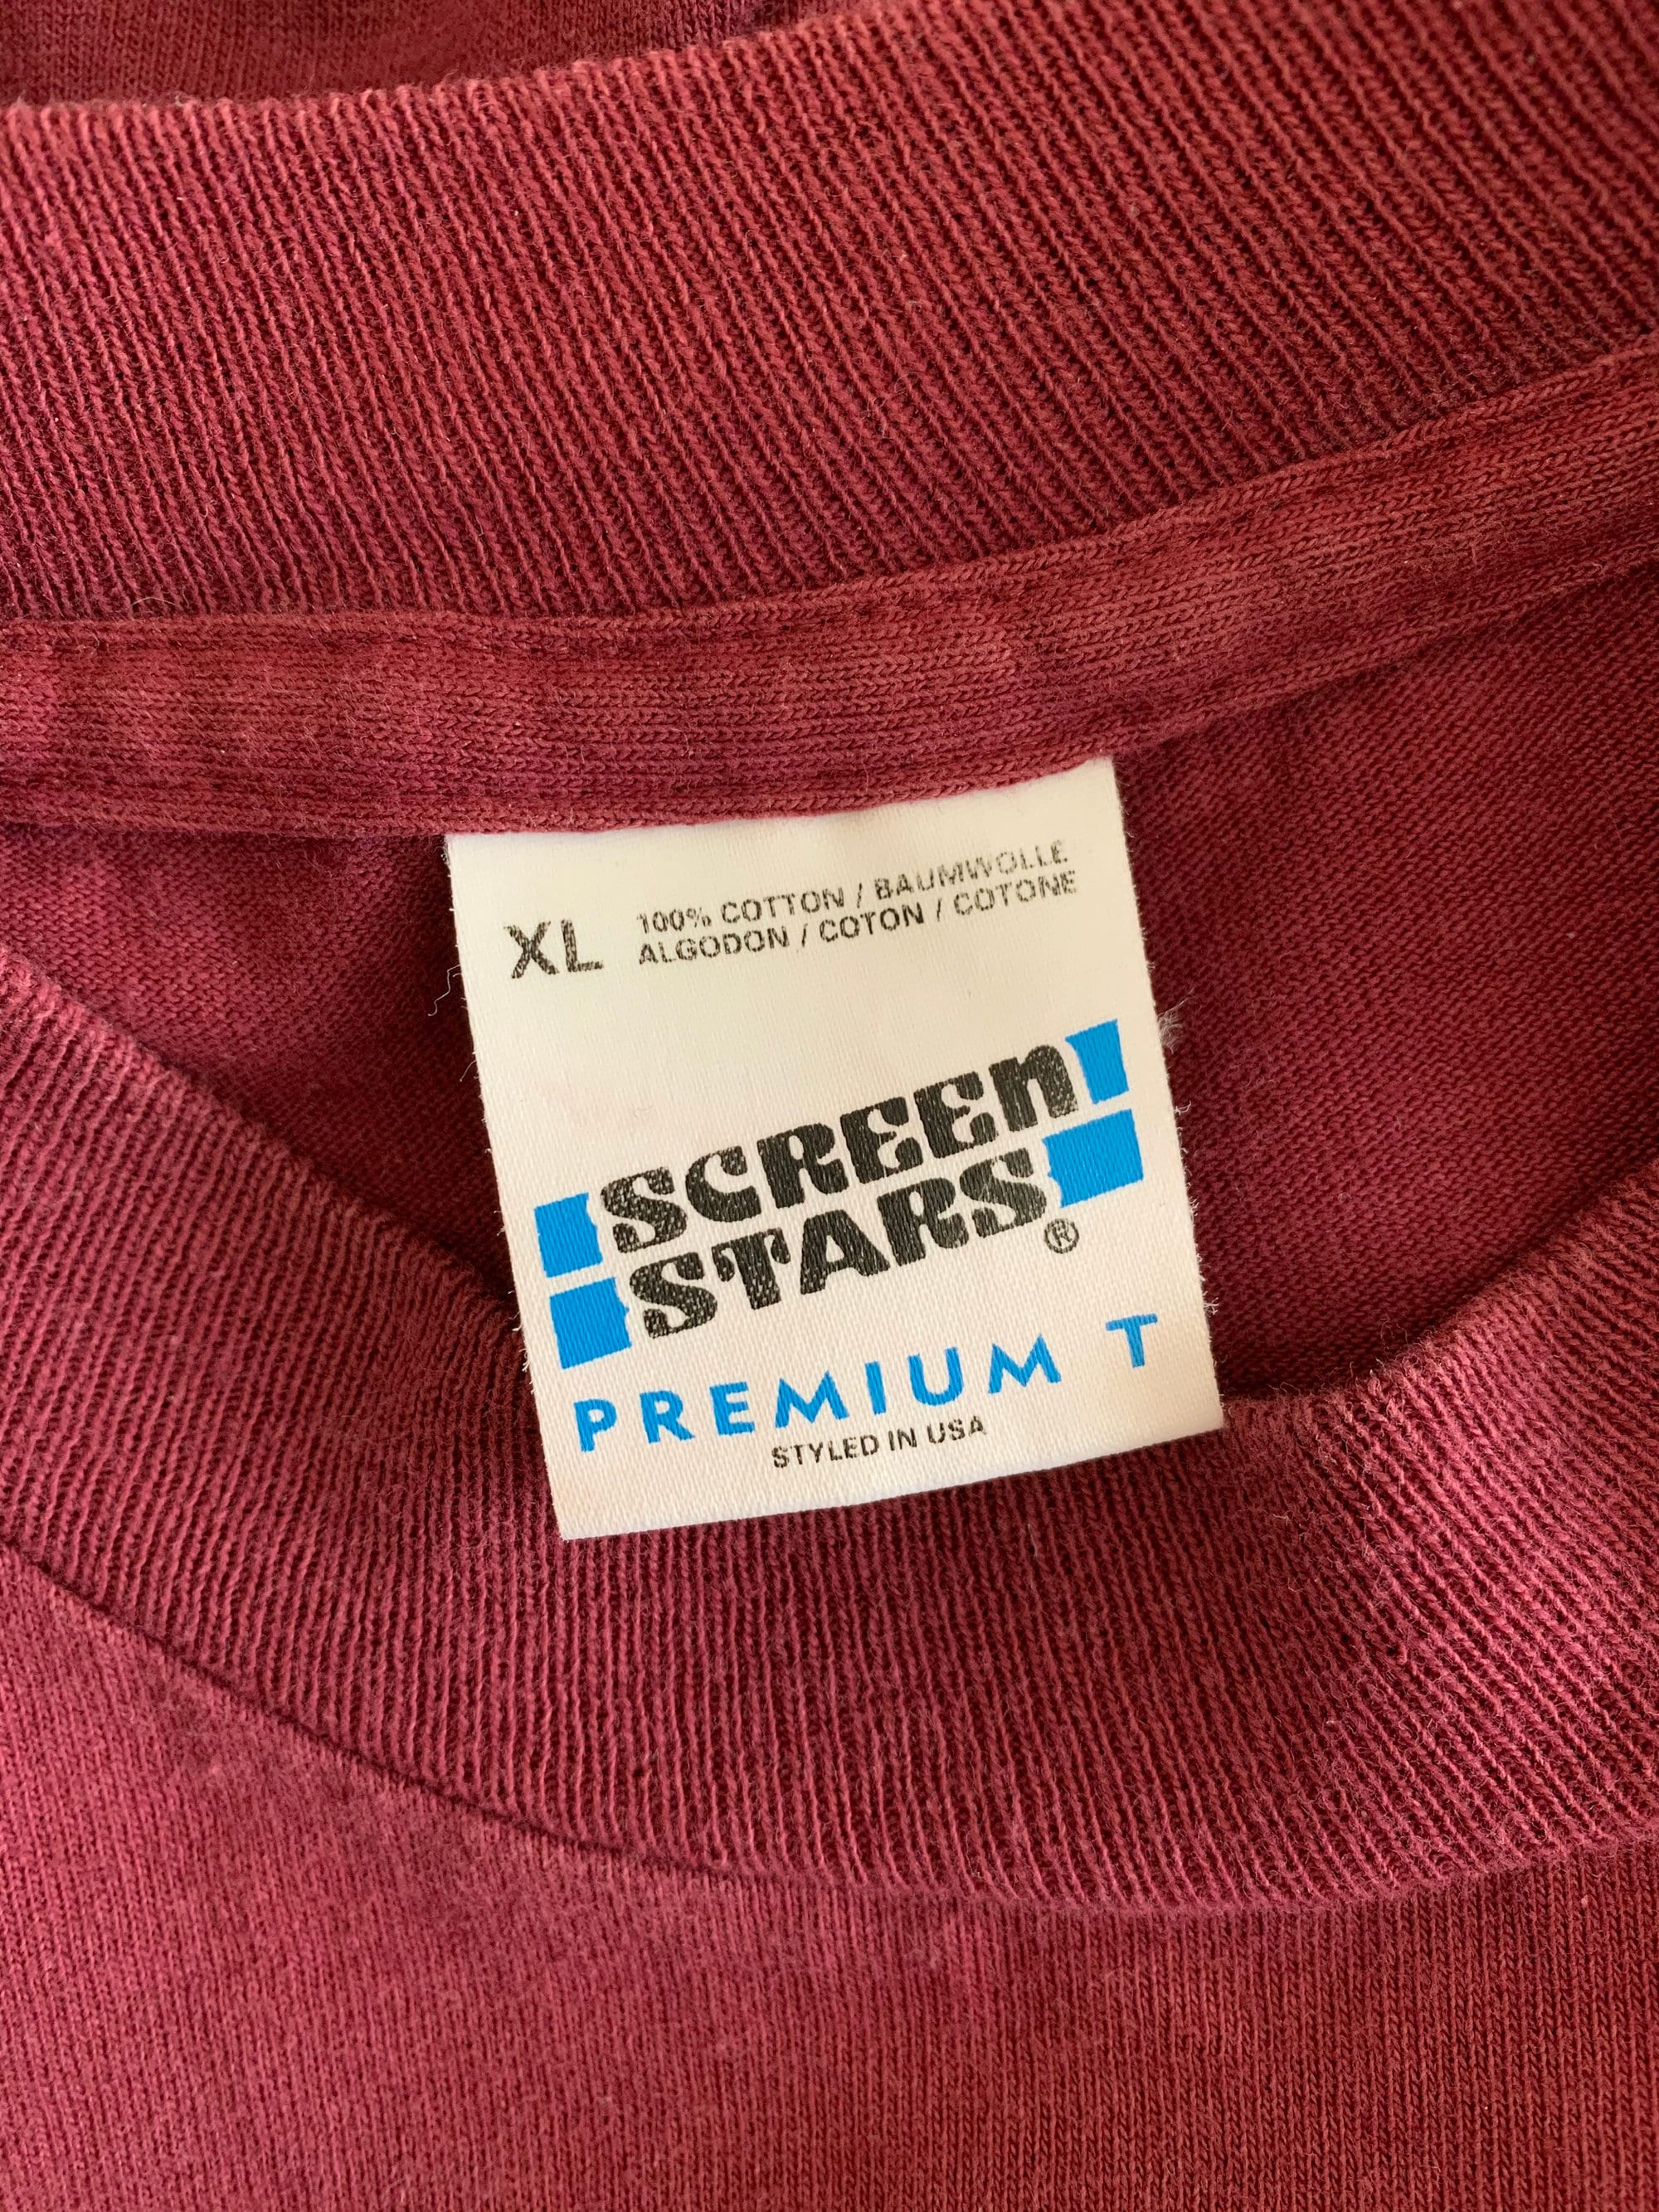 XL
100% COTTON / BAUMWOLLE
ALGODON / COTON / COTONE
SCREEn
STARS®
PREMIUM T
STYLED IN USA